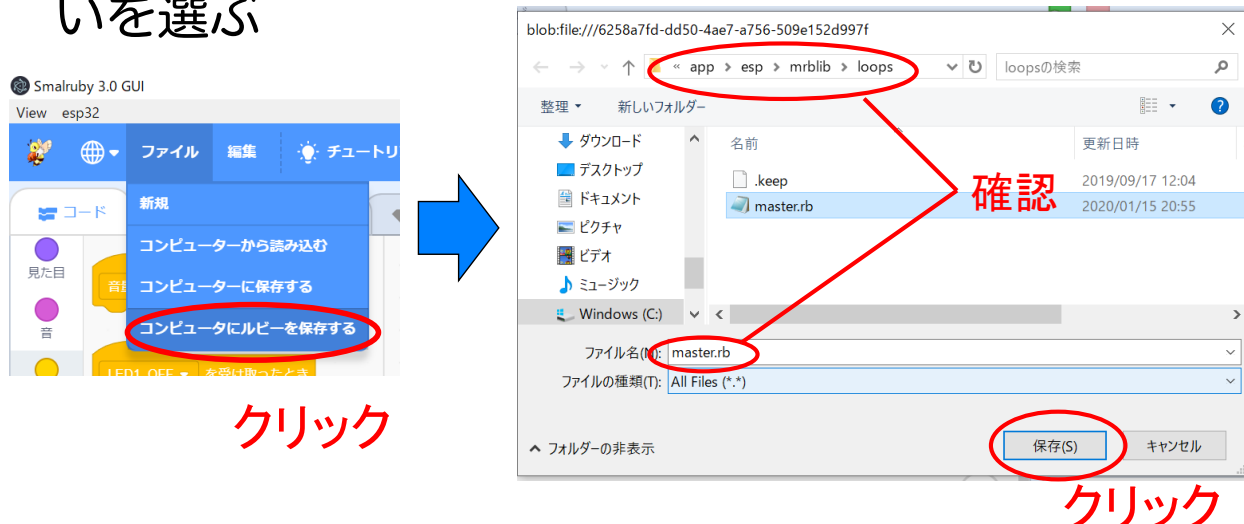 いを選ぶ
Smalruby 3.0 GUI
View esp32
ファイル 編集 チュートリ
コード
新規
コンピューターから読み込む
コンピューターに保存する
コンピュータにルビーを保存する
見た目
音
音
LED1_OFF を受け取ったとき
クリック
blob:file:///6258a7fd-dd50-4ae7-a756-509e152d997f
« app > esp > mrblib > loops
loopsの検索
整理 新しいフォルダー
ダウンロード
デスクトップ
ドキュメント
ピクチャ
ビデオ
ミュージック
Windows (C:)
名前 更新日時
.keep 2019/09/17 12:04
master.rb 2020/01/15 20:55
確認
ファイル名(N): master.rb
ファイルの種類(T): All Files (*.*)
フォルダーの非表示
保存(S) キャンセル
クリック